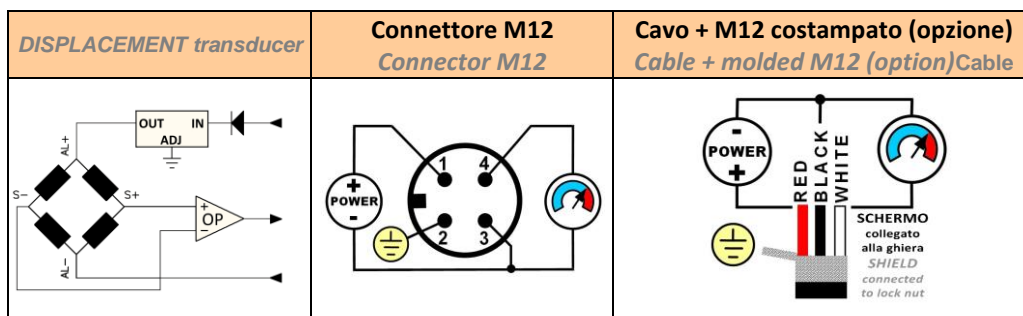 DISPLACEMENT transducer
Connettore M12
Connector M12
Cavo + M12 costampato (opzione)
Cable + molded M12 (option)Cable
OUT IN
ADJ
AL+
S-
S+
+
-
OP
AL-
1
4
+
POWER
-
2
3
-
POWER
+
RED
BLACK
WHITE
SCHERMO
collegato
alla ghiera
SHIELD
connected
to lock nut